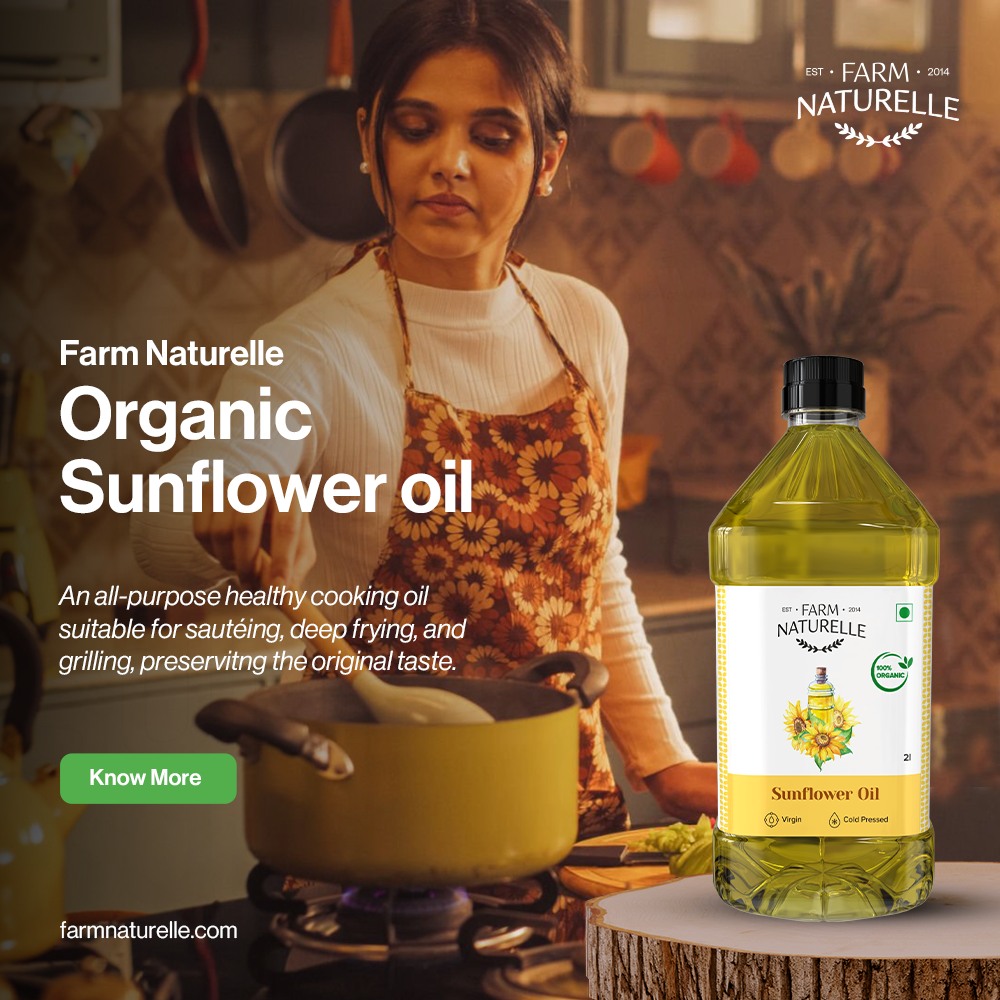 EST • FARM • 2014
NATURELLE
Farm Naturelle
Organic
Sunflower oil
An all-purpose healthy cooking oil
suitable for sautéing, deep frying, and
grilling, preservitng the original taste.
Know More
farmnaturelle.com
EST • FARM • 2014
NATURELLE
100%
ORGANIC
2l
Sunflower Oil
Virgin
Cold Pressed